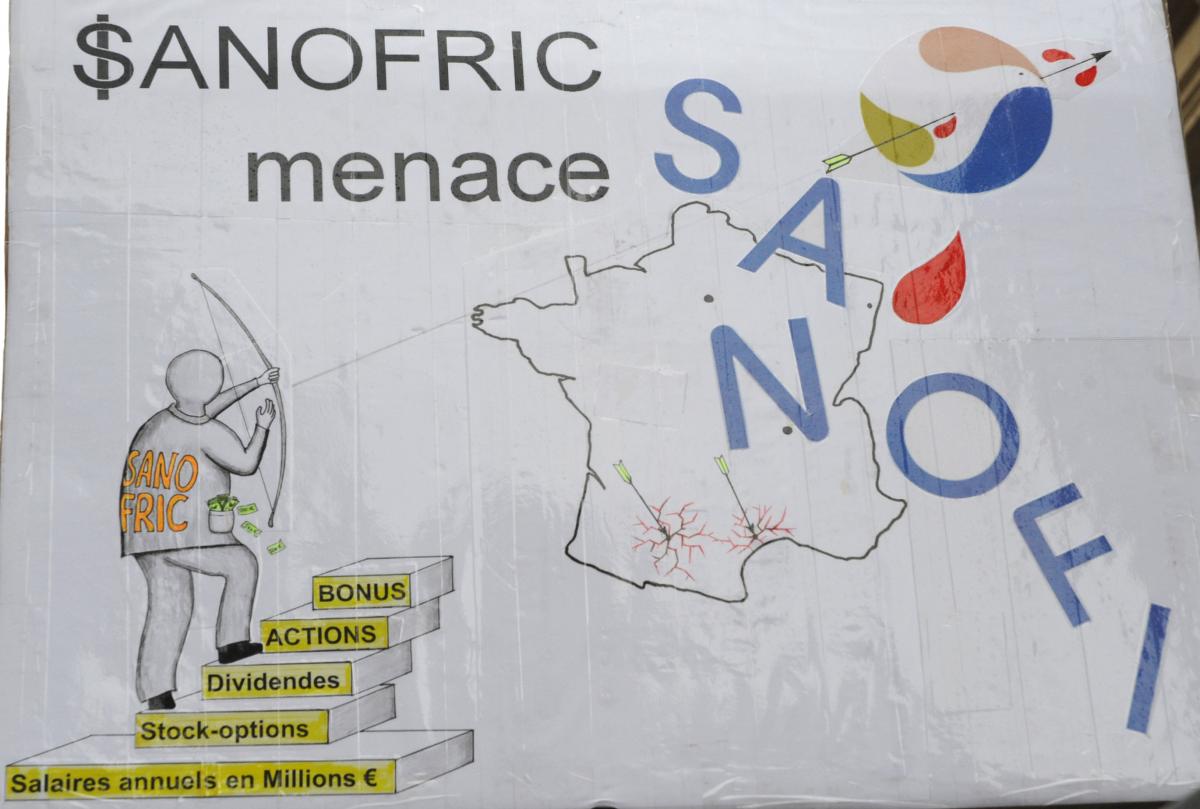 $ANOFRIC
menace
SANOFI
SANO
FRIC
BONUS
ACTIONS
Dividendes
Stock-options
Salaires annuels en Millions €